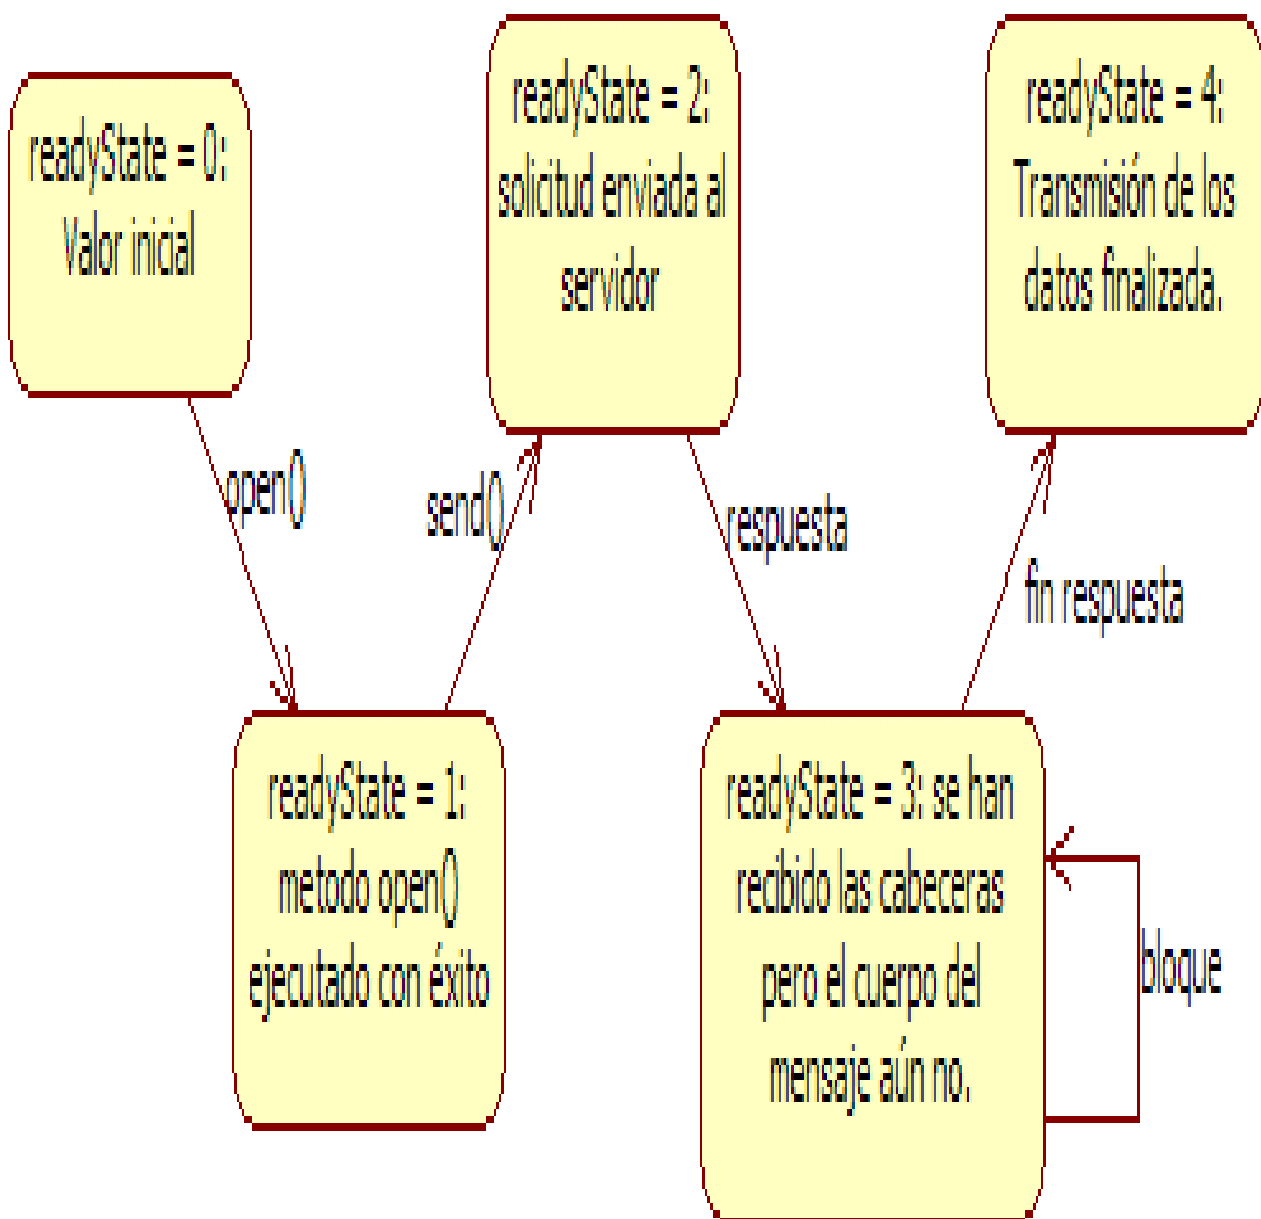 readyState = 0:
Valor inicial
open()
readyState = 1:
metodo open()
ejecutado con éxito
send()
readyState = 2:
solicitud enviada al
servidor
respuesta
readyState = 3: se han
recibido las cabeceras
pero el cuerpo del
mensaje aún no.
bloque
fin respuesta
readyState = 4:
Transmisión de los
datos finalizada.